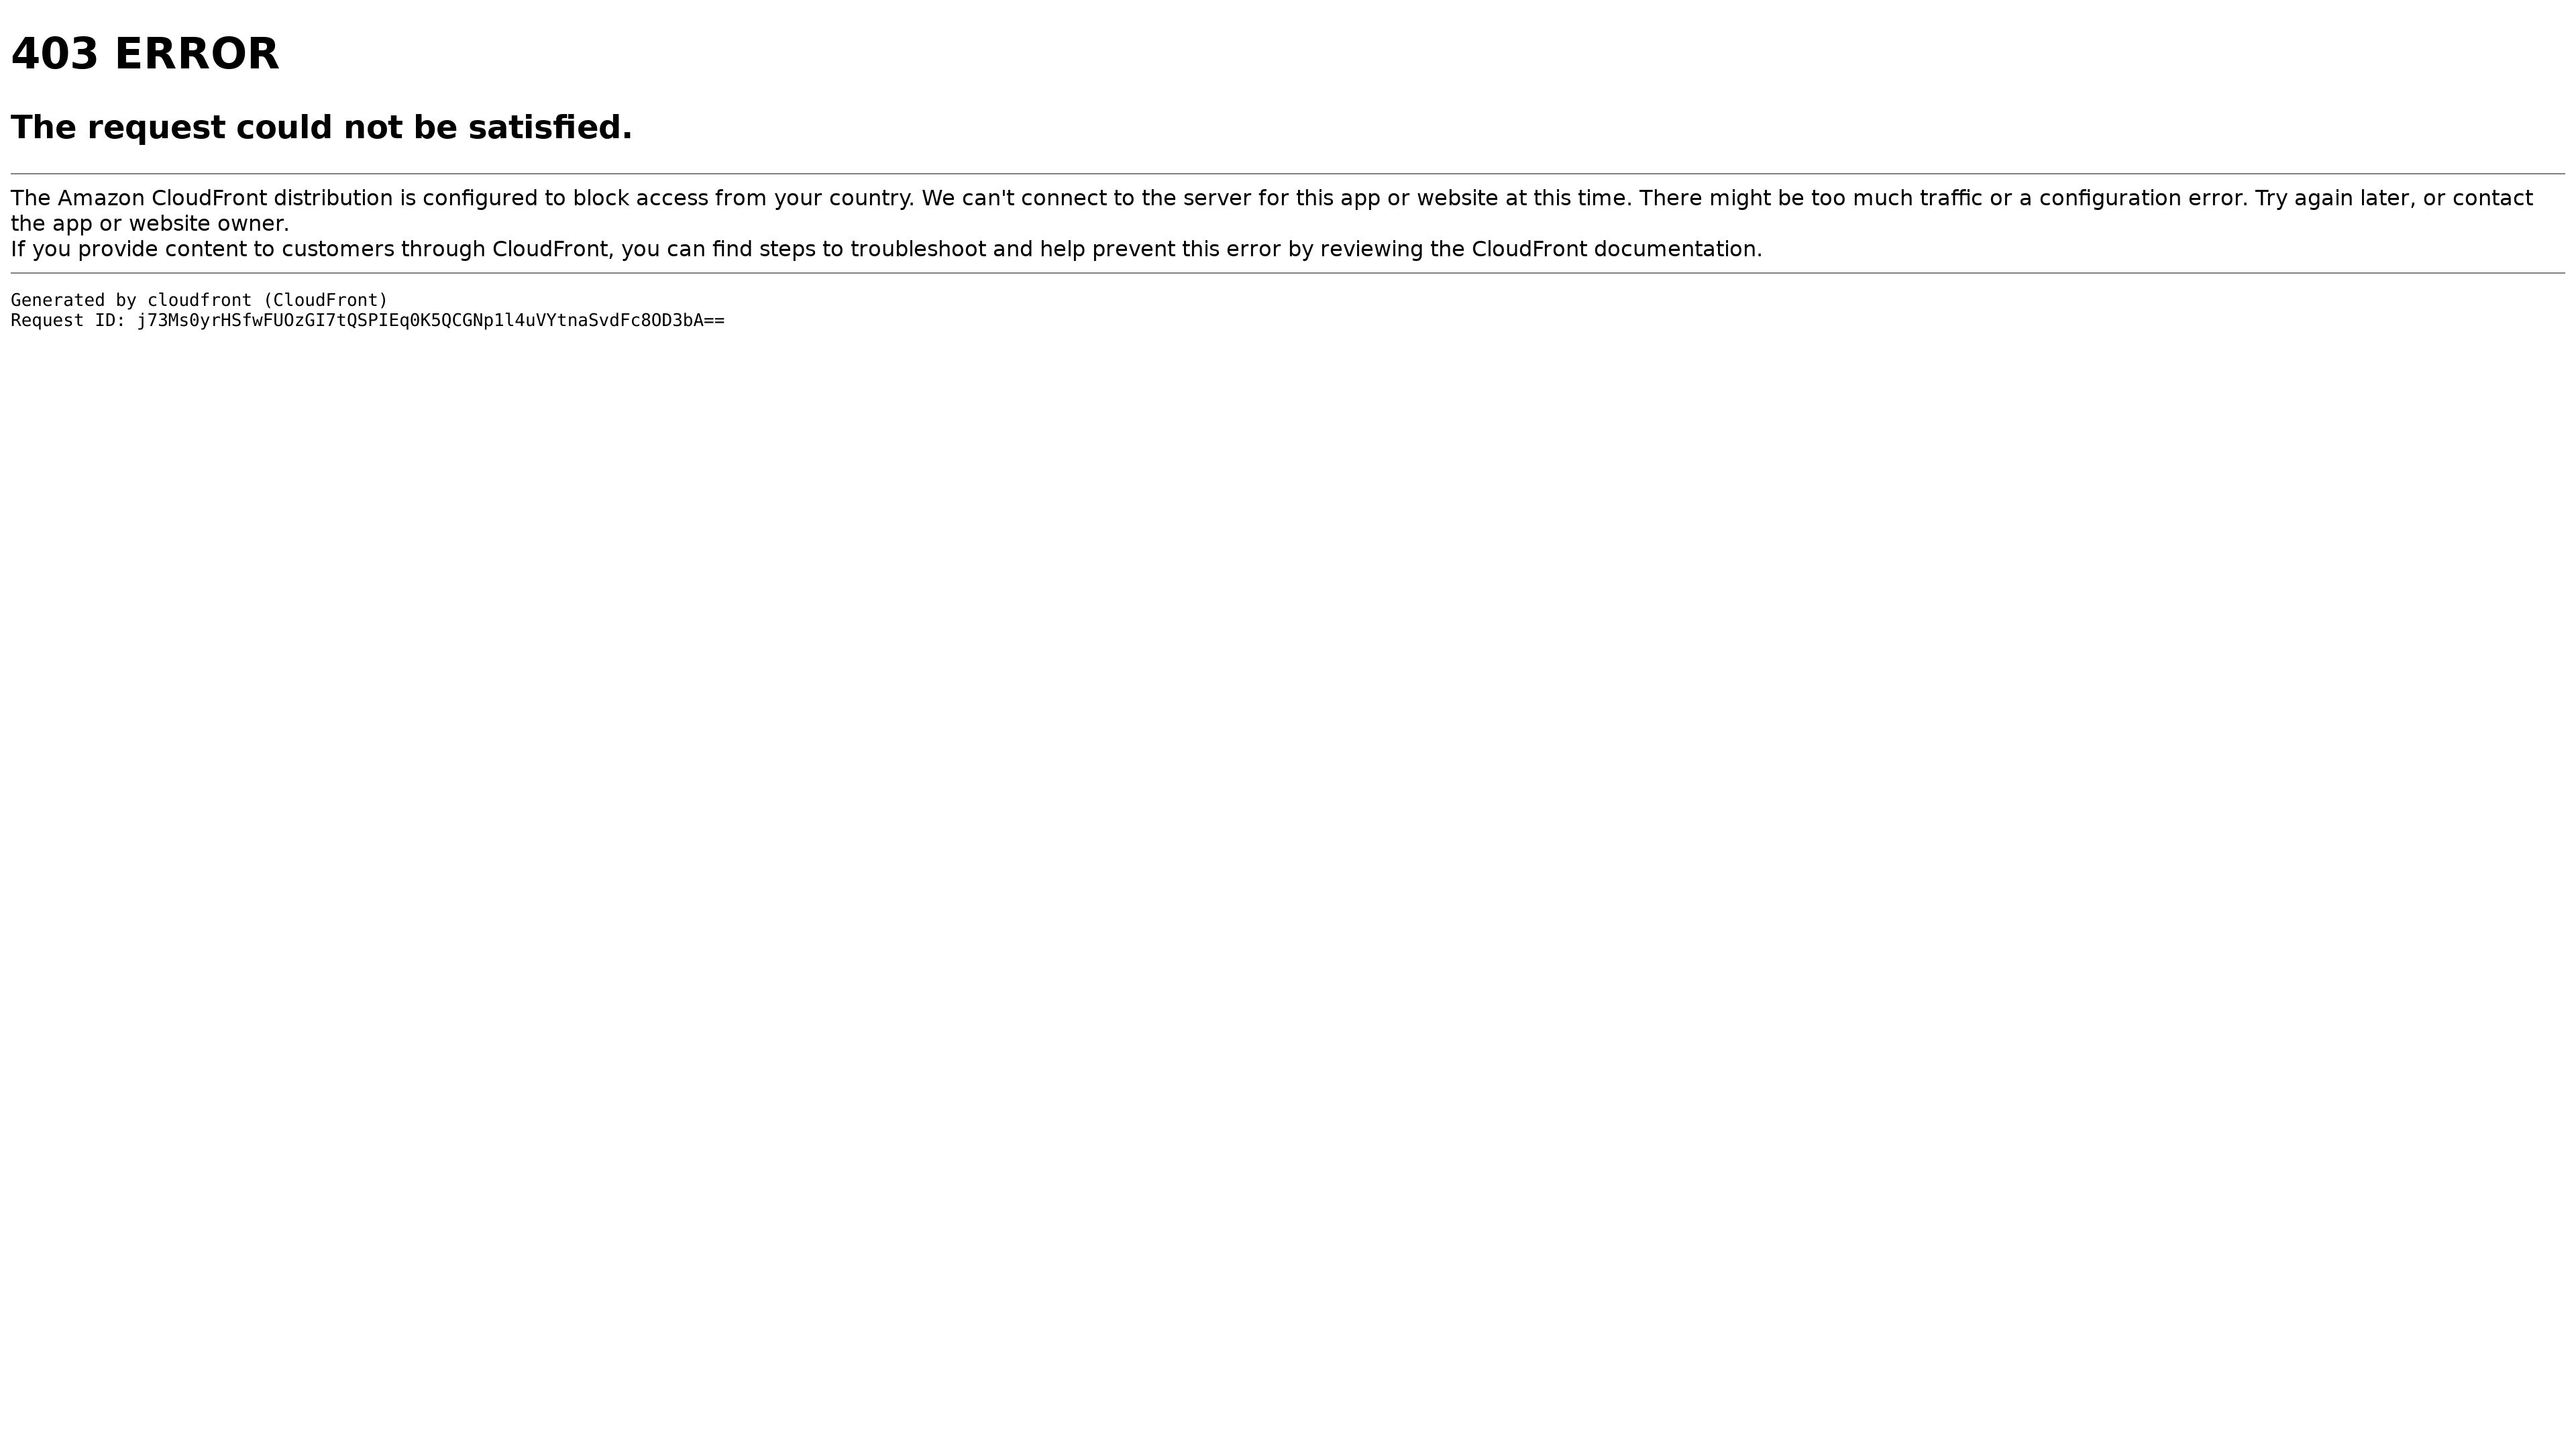 403 ERROR
The request could not be satisfied.
The Amazon CloudFront distribution is configured to block access from your country. We can't connect to the server for this app or website at this time. There might be too much traffic or a configuration error. Try again later, or contact
the app or website owner.
If you provide content to customers through CloudFront, you can find steps to troubleshoot and help prevent this error by reviewing the CloudFront documentation.
Generated by cloudfront (CloudFront)
Request ID: j73Ms0yrHSfwFUOzGI7tQSPIEq0K5QCGNp1l4uVYtnaSvdFc8OD3bA==